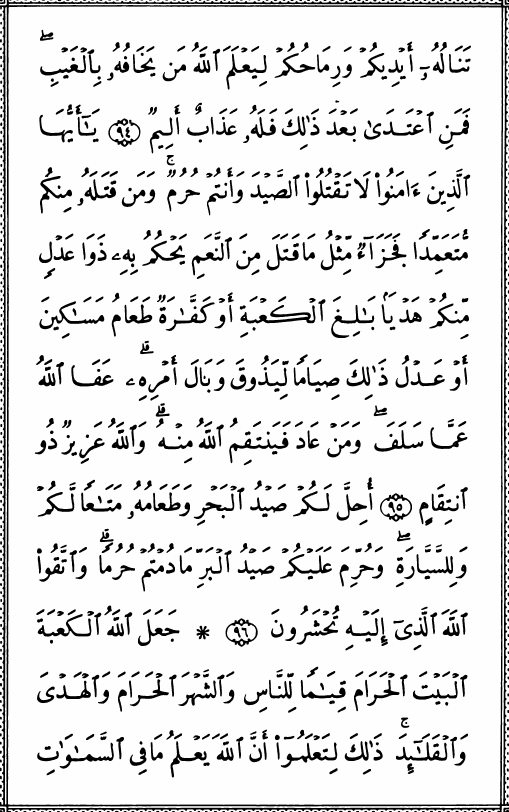 تَنَالُهُۥٓ أَيْدِيكُمْ وَرِمَاحُكُمْ لِيَعْلَمَ ٱللَّهُ مَن يَخَافُهُۥ بِٱلْغَيْبِ ۖ
فَمَنِ ٱعْتَدَىٰ بَعْدَ ذَٰلِكَ فَلَهُۥ عَذَابٌ أَلِيمٌ ﴿٩٤﴾ يَـٰٓأَيُّهَا
ٱلَّذِينَ ءَامَنُوا۟ لَا تَقْتُلُوا۟ ٱلصَّيْدَ وَأَنتُمْ حُرُمٌ ۚ وَمَن قَتَلَهُۥ مِنكُم
مُّتَعَمِّدًا فَجَزَآءٌ مِّثْلُ مَا قَتَلَ مِنَ ٱلنَّعَمِ يَحْكُمُ بِهِۦ ذَوَا عَدْلٍ
مِّنكُمْ هَدْيًۢا بَـٰلِغَ ٱلْكَعْبَةِ أَوْ كَفَّـٰرَةٌ طَعَامُ مَسَـٰكِينَ
أَوْ عَدْلُ ذَٰلِكَ صِيَامًا لِّيَذُوقَ وَبَالَ أَمْرِهِۦ ۗ عَفَا ٱللَّهُ
عَمَّا سَلَفَ ۖ وَمَنْ عَادَ فَيَنتَقِمُ ٱللَّهُ مِنْهُ ۗ وَٱللَّهُ عَزِيزٌ ذُو
ٱنتِقَامٍ ﴿٩٥﴾ أُحِلَّ لَكُمْ صَيْدُ ٱلْبَحْرِ وَطَعَامُهُۥ مَتَـٰعًا لَّكُمْ
وَلِلسَّيَّارَةِ ۖ وَحُرِّمَ عَلَيْكُمْ صَيْدُ ٱلْبَرِّ مَا دُمْتُمْ حُرُمًا ۗ وَٱتَّقُوا۟
ٱللَّهَ ٱلَّذِىٓ إِلَيْهِ تُحْشَرُونَ ﴿٩٦﴾ * جَعَلَ ٱللَّهُ ٱلْكَعْبَةَ
ٱلْبَيْتَ ٱلْحَرَامَ قِيَـٰمًا لِّلنَّاسِ وَٱلشَّهْرَ ٱلْحَرَامَ وَٱلْهَدْىَ
وَٱلْقَلَـٰٓئِدَ ۚ ذَٰلِكَ لِتَعْلَمُوٓا۟ أَنَّ ٱللَّهَ يَعْلَمُ مَا فِى ٱلسَّمَـٰوَٰتِ